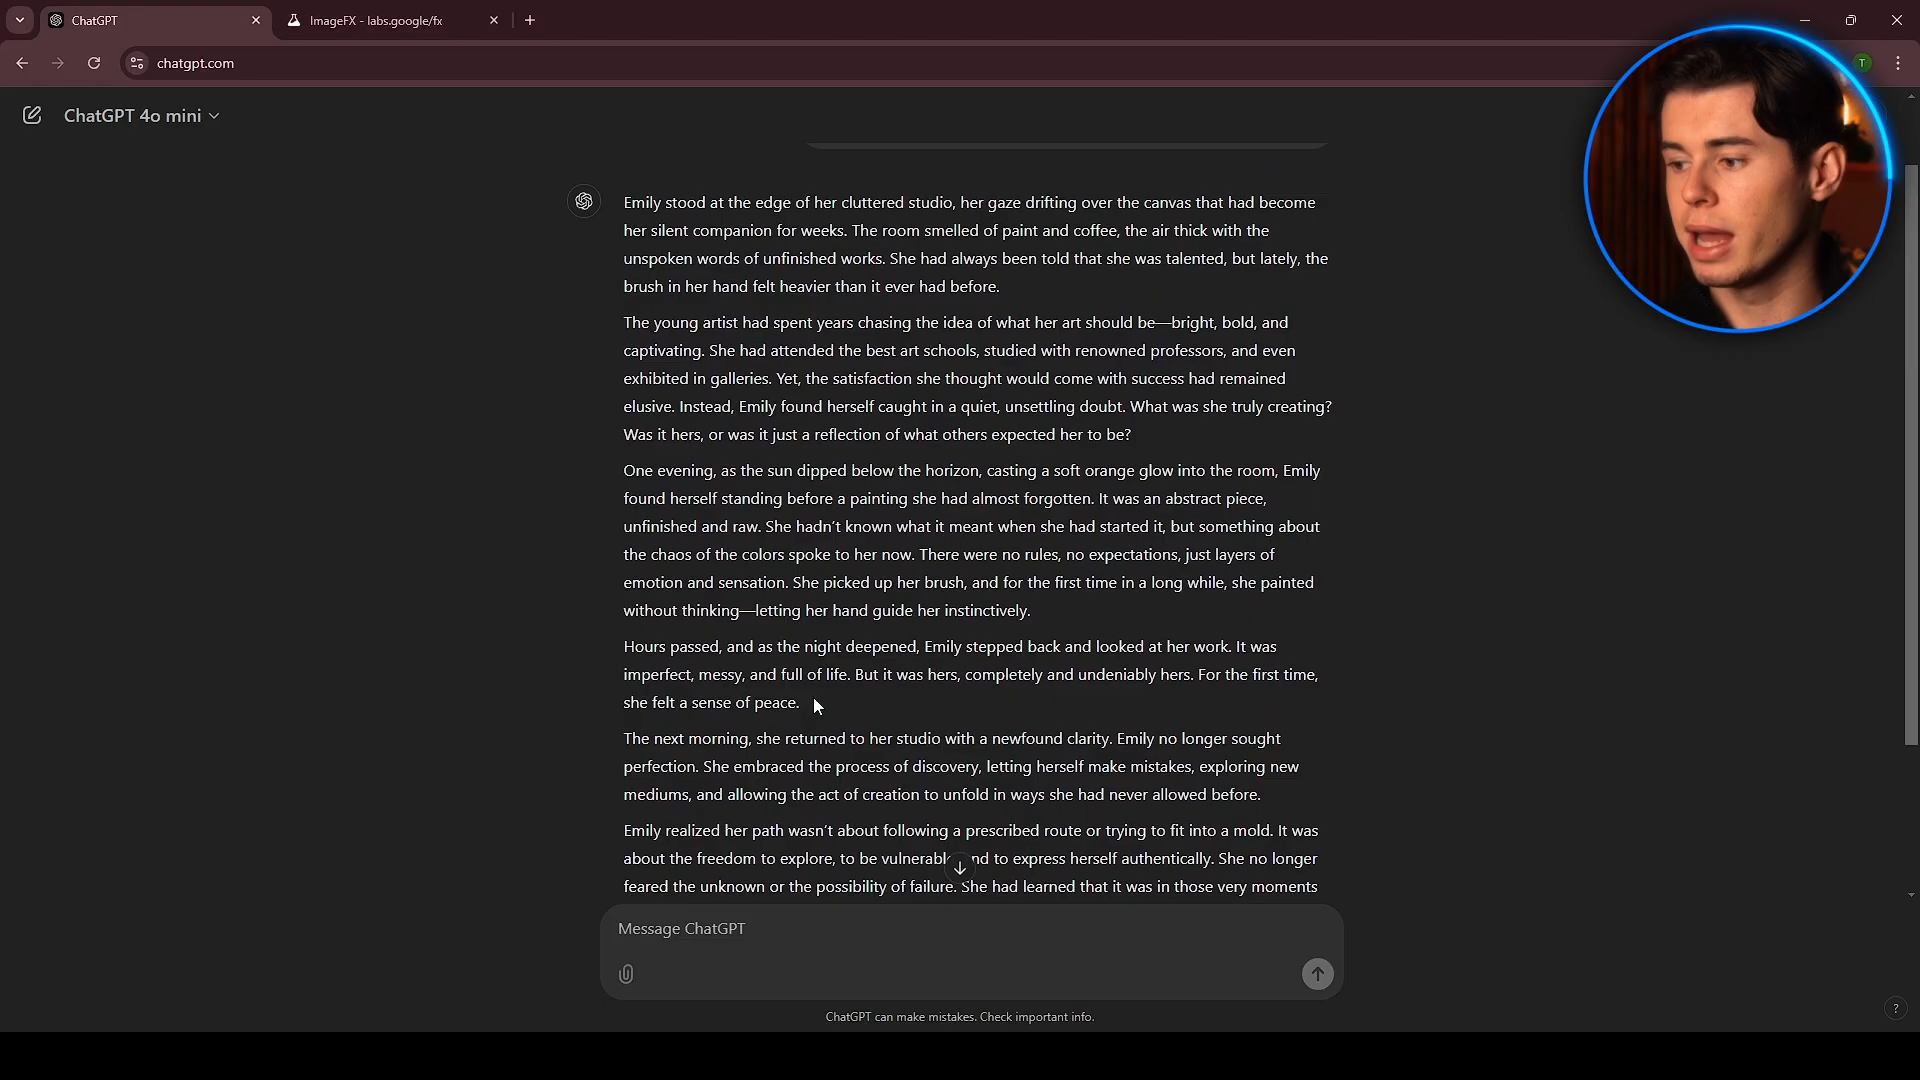 ChatGPT
ImageFX - labs.google/fx
chatgpt.com
T
ChatGPT 4o mini
Emily stood at the edge of her cluttered studio, her gaze drifting over the canvas that had become
her silent companion for weeks. The room smelled of paint and coffee, the air thick with the
unspoken words of unfinished works. She had always been told that she was talented, but lately, the
brush in her hand felt heavier than it ever had before.
The young artist had spent years chasing the idea of what her art should be—bright, bold, and
captivating. She had attended the best art schools, studied with renowned professors, and even
exhibited in galleries. Yet, the satisfaction she thought would come with success had remained
elusive. Instead, Emily found herself caught in a quiet, unsettling doubt. What was she truly creating?
Was it hers, or was it just a reflection of what others expected her to be?
One evening, as the sun dipped below the horizon, casting a soft orange glow into the room, Emily
found herself standing before a painting she had almost forgotten. It was an abstract piece,
unfinished and raw. She hadn't known what it meant when she had started it, but something about
the chaos of the colors spoke to her now. There were no rules, no expectations, just layers of
emotion and sensation. She picked up her brush, and for the first time in a long while, she painted
without thinking—letting her hand guide her instinctively.
Hours passed, and as the night deepened, Emily stepped back and looked at her work. It was
imperfect, messy, and full of life. But it was hers, completely and undeniably hers. For the first time,
she felt a sense of peace.
The next morning, she returned to her studio with a newfound clarity. Emily no longer sought
perfection. She embraced the process of discovery, letting herself make mistakes, exploring new
mediums, and allowing the act of creation to unfold in ways she had never allowed before.
Emily realized her path wasn't about following a prescribed route or trying to fit into a mold. It was
about the freedom to explore, to be to express herself authentically. She no longer
feared the unknown or the possibility of failure. She had learned that it was in those very moments
Message ChatGPT
ChatGPT can make mistakes. Check important info.
?